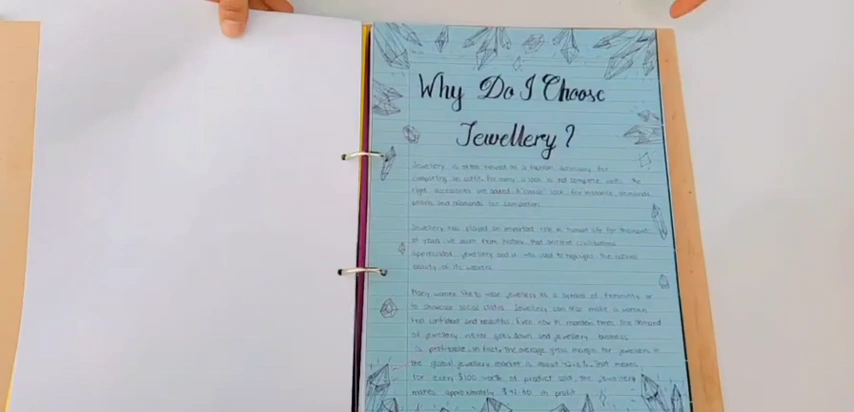 Why Do I Choose
Jewellery?
Jewellery is often viewed as a fashion accessory for
completing an outfit. For many, a look is not complete until the
right accessories are added. A "classic" look, for instance,
and diamonds for completion.
Jewellery has played an important role in human life for thousands
of years. We learn from history that ancient civilizations
appreciated jewellery and it was used to highlight the natural
beauty of its wearers.
Many women like to wear jewellery as a symbol of femininity or
to showcase social status. Jewellery can also make a woman
feel confident and beautiful. Even now in modern times, the demand
of jewellery never goes down and jewellery business
is profitable. In fact, the average gross margin for jewellers in
the global jewellery market is about that means
for every $100 worth of product sold, the jewellery
makes approximately in profit